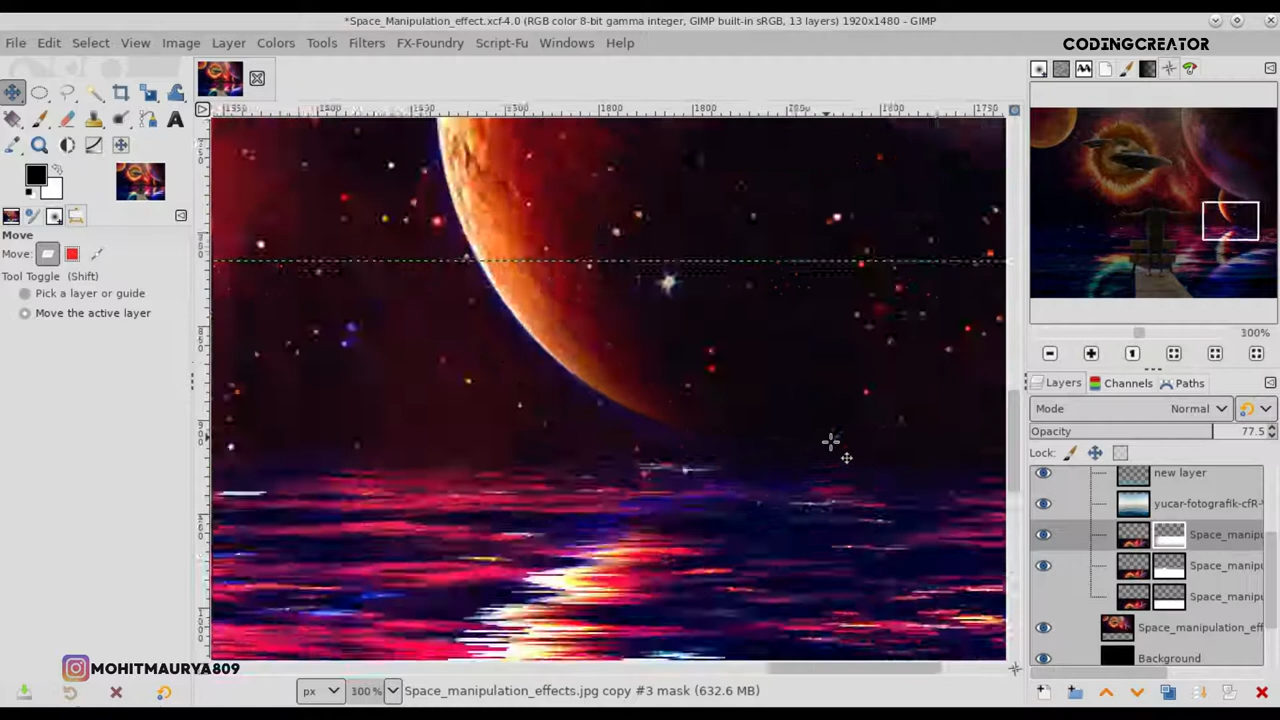 *Space_Manipulation_effect.xcf-4.0 (RGB color 8-bit gamma integer, GIMP built-in sRGB, 13 layers) 1920x1480 – GIMP
File Edit Select View Image Layer Colors Tools Filters FX-Foundry Script-Fu Windows Help
CODINGCREATOR
Move
Move:
Tool Toggle (Shift)
Pick a layer or guide
Move the active layer
300%
Layers Channels Paths
Mode Normal
Opacity 77.5
Lock:
new layer
yucar-fotografik-cfR-
Space_manipu
Space_manipu
Space_manipu
Space_manipulation_eff
Background
MOHITMAURYA809
px 300% Space_manipulation_effects.jpg copy #3 mask (632.6 MB)